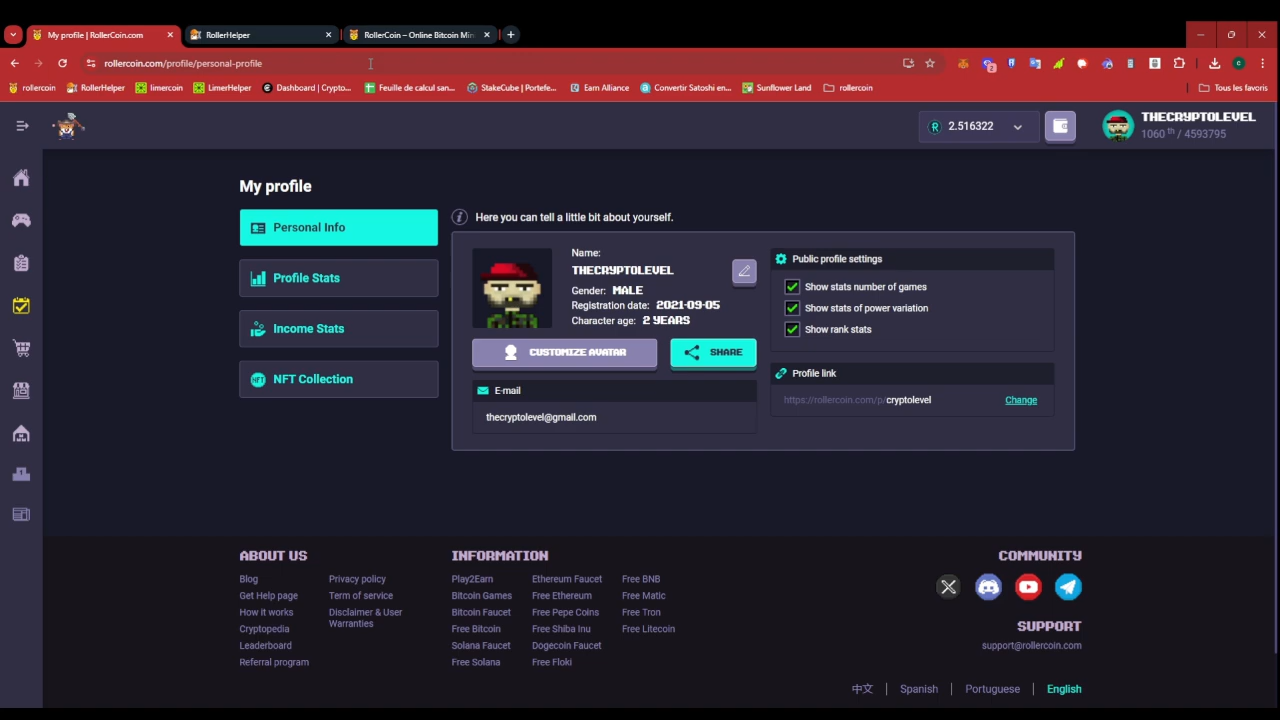 My profile | RollerCoin.com
RollerHelper
RollerCoin – Online Bitcoin Min
rollercoin.com/profile/personal-profile
rollercoin
RollerHelper
limercoin
LimerHelper
Dashboard | Crypto...
Feuille de calcul san...
StakeCube | Portefe...
Earn Alliance
Convertir Satoshi en...
Sunflower Land
rollercoin
Tous les favoris
2.516322
THECRYPTOLEVEL
1060 th / 4593795
My profile
Personal Info
Profile Stats
Income Stats
NFT Collection
Here you can tell a little bit about yourself.
Name:
THECRYPTOLEVEL
Gender: MALE
Registration date: 2021-09-05
Character age: 2 YEARS
CUSTOMIZE AVATAR
SHARE
E-mail
thecryptolevel@gmail.com
Public profile settings
Show stats number of games
Show stats of power variation
Show rank stats
Profile link
https://rollercoin.com/p/cryptolevel
Change
ABOUT US
Blog
Get Help page
How it works
Cryptopedia
Leaderboard
Referral program
Privacy policy
Term of service
Disclaimer & User
Warranties
INFORMATION
Play2Earn
Bitcoin Games
Bitcoin Faucet
Free Bitcoin
Solana Faucet
Free Solana
Ethereum Faucet
Free Ethereum
Free Pepe Coins
Free Shiba Inu
Dogecoin Faucet
Free Floki
Free BNB
Free Matic
Free Tron
Free Litecoin
COMMUNITY
SUPPORT
support@rollercoin.com
中文
Spanish
Portuguese
English